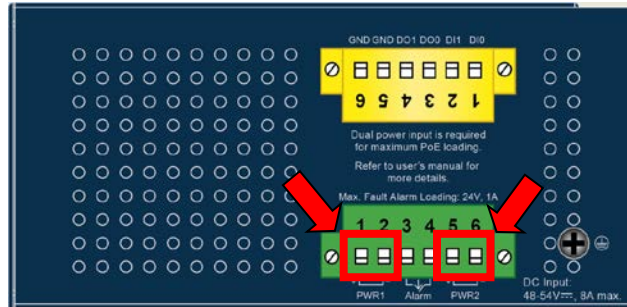 GND GND DO1 DO0 DI1 DI0
6 5 4 3 2 1
Dual power input is required
for maximum PoE loading.
Refer to user's manual for
more details.
Max. Fault Alarm Loading: 24V, 1A
1 2 3 4 5 6
PWR1 Alarm PWR2
DC Input:
48-54V⎓, 8A max.